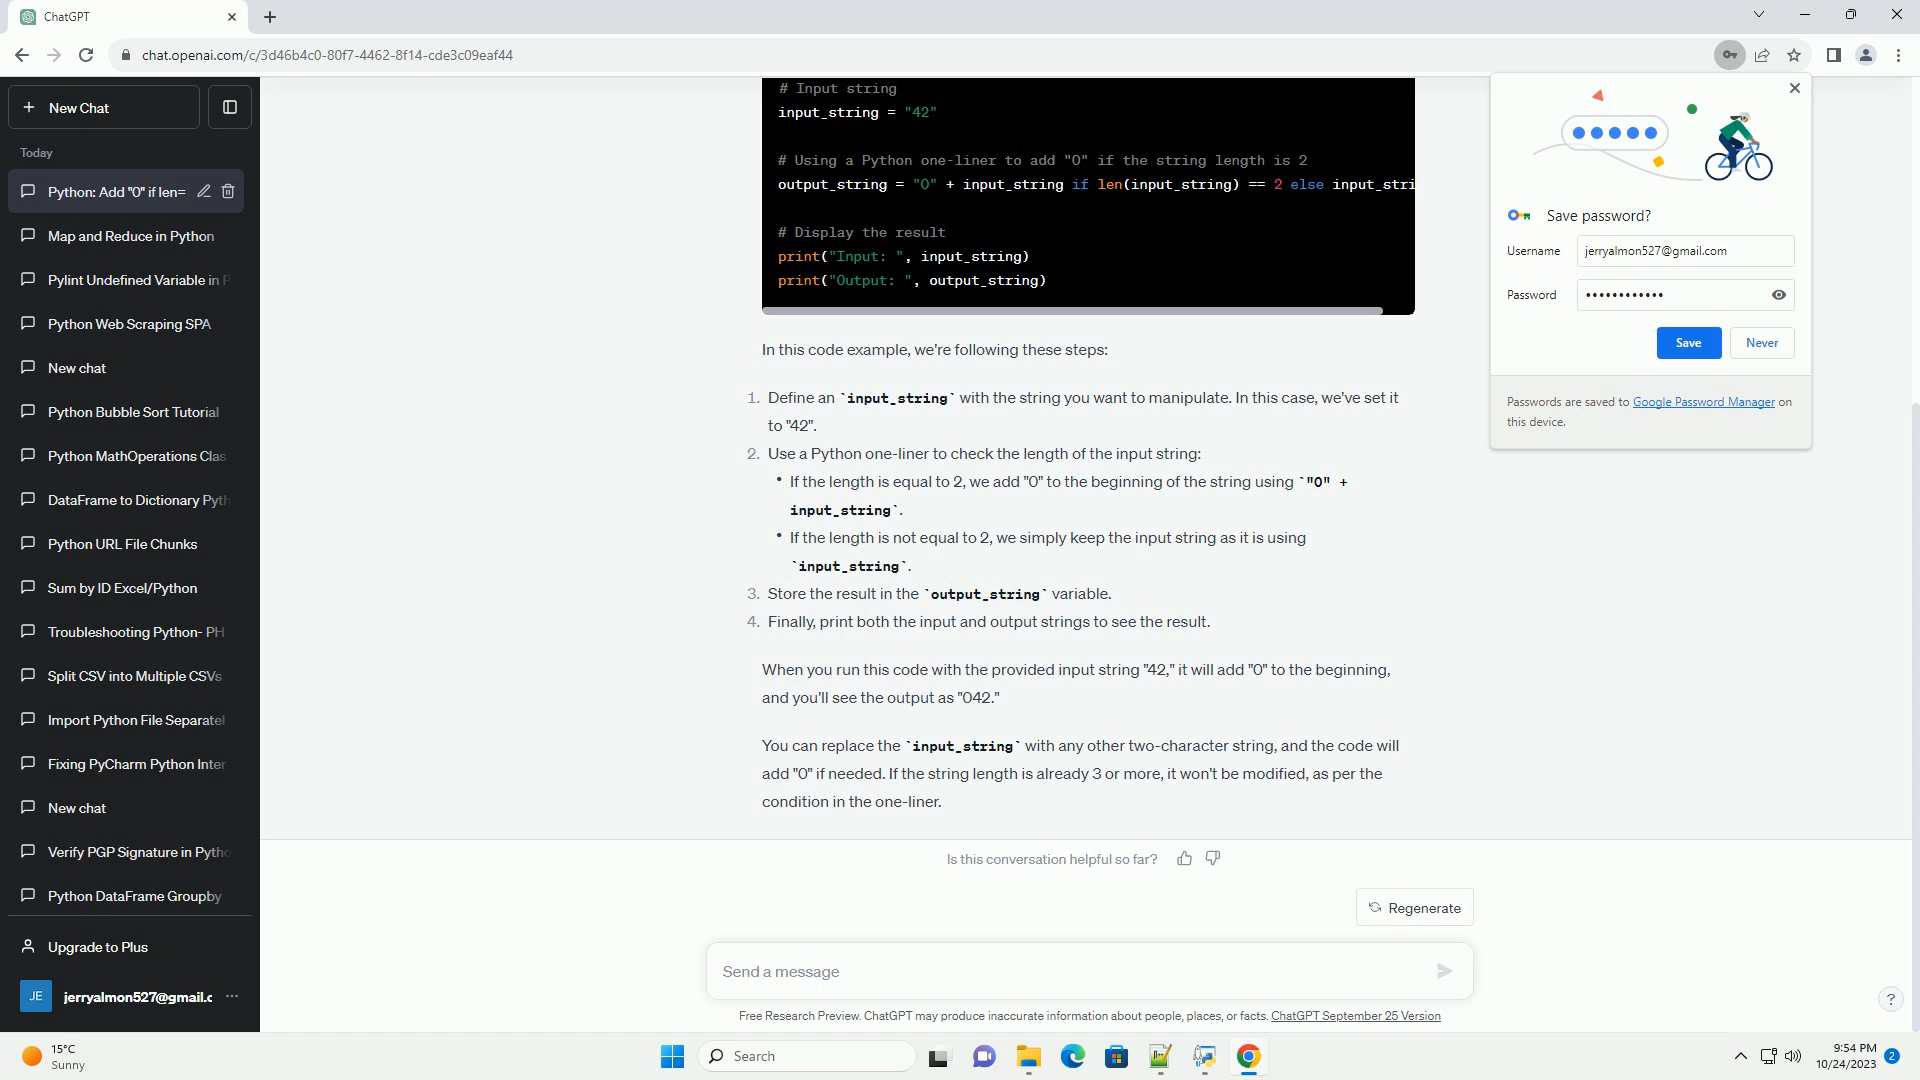 ChatGPT
chat.openai.com/c/3d46b4c0-80f7-4462-8f14-cde3c09eaf44
New Chat
Today
Python: Add "0" if len=
Map and Reduce in Python
Pylint Undefined Variable in P
Python Web Scraping SPA
New chat
Python Bubble Sort Tutorial
Python MathOperations Clas
DataFrame to Dictionary Pyth
Python URL File Chunks
Sum by ID Excel/Python
Troubleshooting Python- PH
Split CSV into Multiple CSVs
Import Python File Separatel
Fixing PyCharm Python Inter
New chat
Verify PGP Signature in Pytho
Python DataFrame Groupby
Upgrade to Plus
JE
jerryalmon527@gmail.c
# Input string
input_string = "42"
# Using a Python one-liner to add "0" if the string length is 2
output_string = "0" + input_string if len(input_string) == 2 else input_stri
# Display the result
print("Input: ", input_string)
print("Output: ", output_string)
In this code example, we're following these steps:
1. Define an `input_string` with the string you want to manipulate. In this case, we've set it
to "42".
2. Use a Python one-liner to check the length of the input string:
• If the length is equal to 2, we add "0" to the beginning of the string using `"0" +
input_string`.
• If the length is not equal to 2, we simply keep the input string as it is using
`input_string`.
3. Store the result in the `output_string` variable.
4. Finally, print both the input and output strings to see the result.
When you run this code with the provided input string "42," it will add "0" to the beginning,
and you'll see the output as "042."
You can replace the `input_string` with any other two-character string, and the code will
add "0" if needed. If the string length is already 3 or more, it won't be modified, as per the
condition in the one-liner.
Is this conversation helpful so far?
Regenerate
Send a message
Free Research Preview. ChatGPT may produce inaccurate information about people, places, or facts. ChatGPT September 25 Version
?
Save password?
Username jerryalmon527@gmail.com
Password ••••••••••••
Save Never
Passwords are saved to Google Password Manager on
this device.
15°C
Sunny
Search
9:54 PM
10/24/2023
2